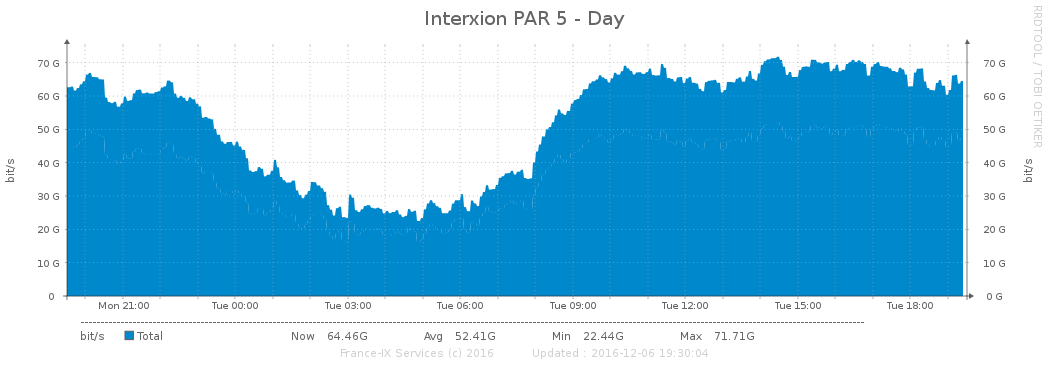 Interxion PAR 5 - Day
RRDTOOL / TOBI OETIKER
bit/s
70 G
60 G
50 G
40 G
30 G
20 G
10 G
0
70 G
60 G
50 G
40 G
30 G
20 G
10 G
0 G
bit/s
Mon 21:00 Tue 00:00 Tue 03:00 Tue 06:00 Tue 09:00 Tue 12:00 Tue 15:00 Tue 18:00
bit/s Total Now 64.46G Avg 52.41G Min 22.44G Max 71.71G
France-IX Services (c) 2016 Updated : 2016-12-06 19:30:04